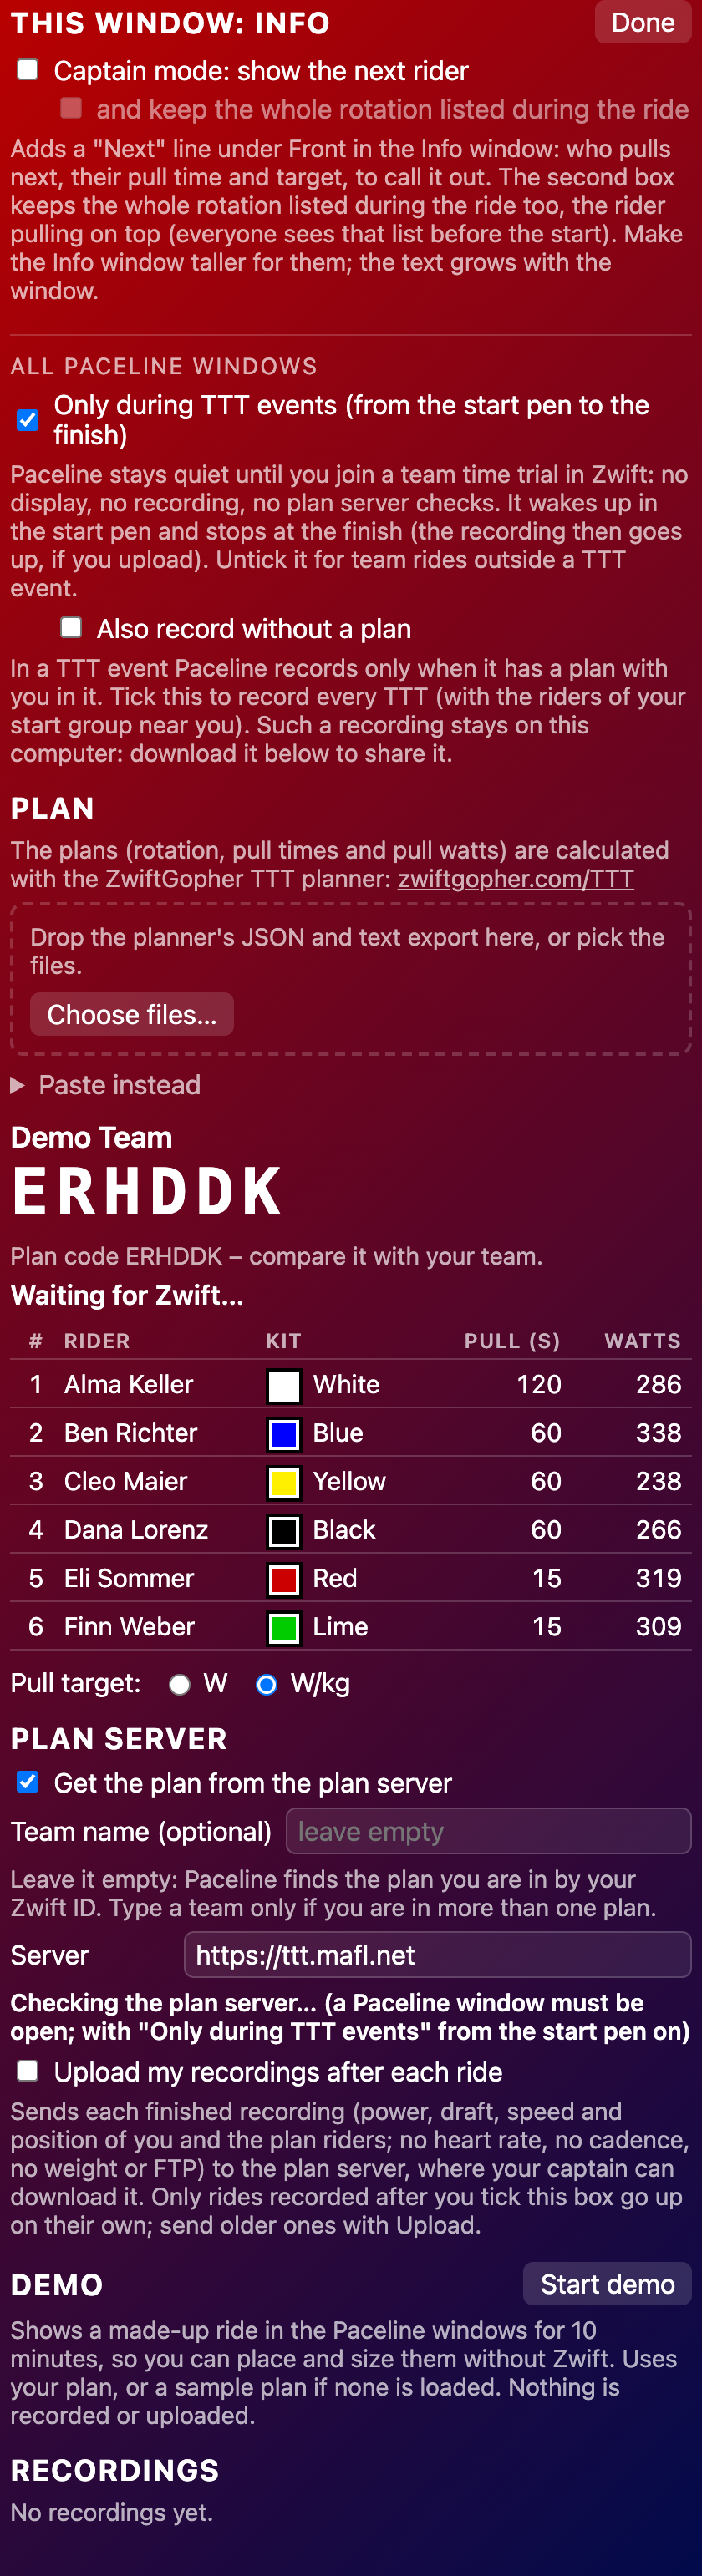 THIS WINDOW: INFO
Done
Captain mode: show the next rider
and keep the whole rotation listed during the ride
Adds a "Next" line under Front in the Info window: who pulls
next, their pull time and target, to call it out. The second box
keeps the whole rotation listed during the ride too, the rider
pulling on top (everyone sees that list before the start). Make
the Info window taller for them; the text grows with the
window.
ALL PACELINE WINDOWS
Only during TTT events (from the start pen to the
finish)
Paceline stays quiet until you join a team time trial in Zwift: no
display, no recording, no plan server checks. It wakes up in
the start pen and stops at the finish (the recording then goes
up, if you upload). Untick it for team rides outside a TTT
event.
Also record without a plan
In a TTT event Paceline records only when it has a plan with
you in it. Tick this to record every TTT (with the riders of your
start group near you). Such a recording stays on this
computer: download it below to share it.
PLAN
The plans (rotation, pull times and pull watts) are calculated
with the ZwiftGopher TTT planner: zwiftgopher.com/TTT
Drop the planner's JSON and text export here, or pick the
files.
Choose files...
Paste instead
Demo Team
ERHDDK
Plan code ERHDDK – compare it with your team.
Waiting for Zwift...
# RIDER KIT PULL (S) WATTS
1 Alma Keller White 120 286
2 Ben Richter Blue 60 338
3 Cleo Maier Yellow 60 238
4 Dana Lorenz Black 60 266
5 Eli Sommer Red 15 319
6 Finn Weber Lime 15 309
Pull target: W W/kg
PLAN SERVER
Get the plan from the plan server
Team name (optional) leave empty
Leave it empty: Paceline finds the plan you are in by your
Zwift ID. Type a team only if you are in more than one plan.
Server https://ttt.mafl.net
Checking the plan server... (a Paceline window must be
open; with "Only during TTT events" from the start pen on)
Upload my recordings after each ride
Sends each finished recording (power, draft, speed and
position of you and the plan riders; no heart rate, no cadence,
no weight or FTP) to the plan server, where your captain can
download it. Only rides recorded after you tick this box go up
on their own; send older ones with Upload.
DEMO
Start demo
Shows a made-up ride in the Paceline windows for 10
minutes, so you can place and size them without Zwift. Uses
your plan, or a sample plan if none is loaded. Nothing is
recorded or uploaded.
RECORDINGS
No recordings yet.